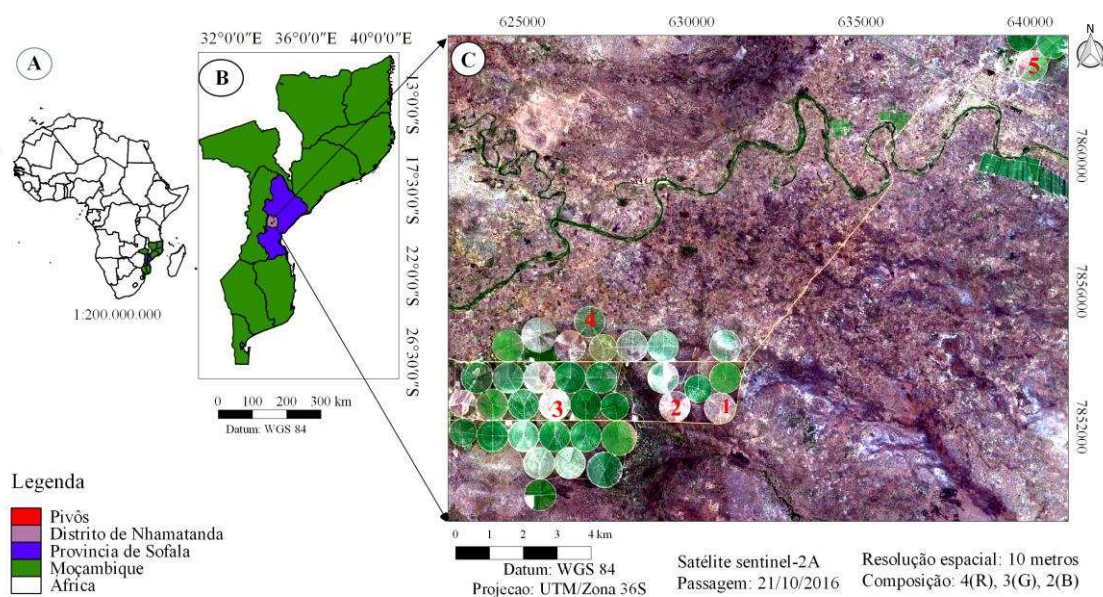 A
1:200.000.000
B
32°0'0"E 36°0'0"E 40°0'0"E
13°0'0"S
17°30'0"S
22°0'0"S
26°30'0"S
0 100 200 300 km
Datum: WGS 84
C
625000 630000 635000 640000
N
7860000
7856000
7852000
5
4
3
2
1
0 1 2 3 4 km
Datum: WGS 84
Projecao: UTM/Zona 36S
Satélite sentinel-2A
Passagem: 21/10/2016
Resolução espacial: 10 metros
Composição: 4(R), 3(G), 2(B)
Legenda
Pivôs
Distrito de Nhamatanda
Provincia de Sofala
Moçambique
Africa